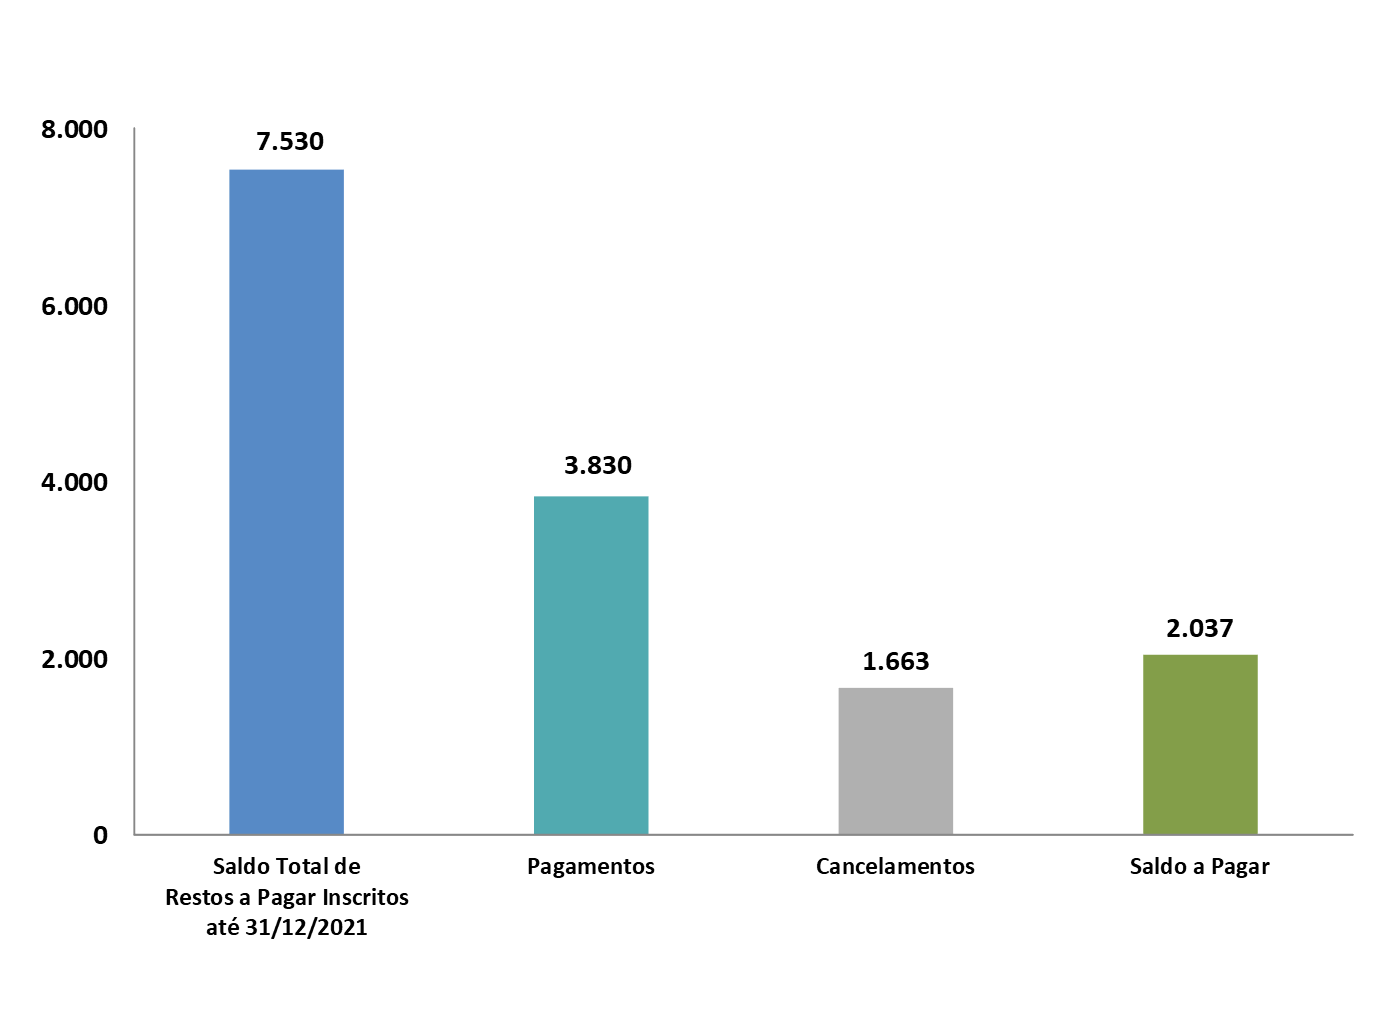 8.000
7.530
6.000
4.000
3.830
2.000
1.663
2.037
0
Saldo Total de
Restos a Pagar Inscritos
até 31/12/2021
Pagamentos
Cancelamentos
Saldo a Pagar